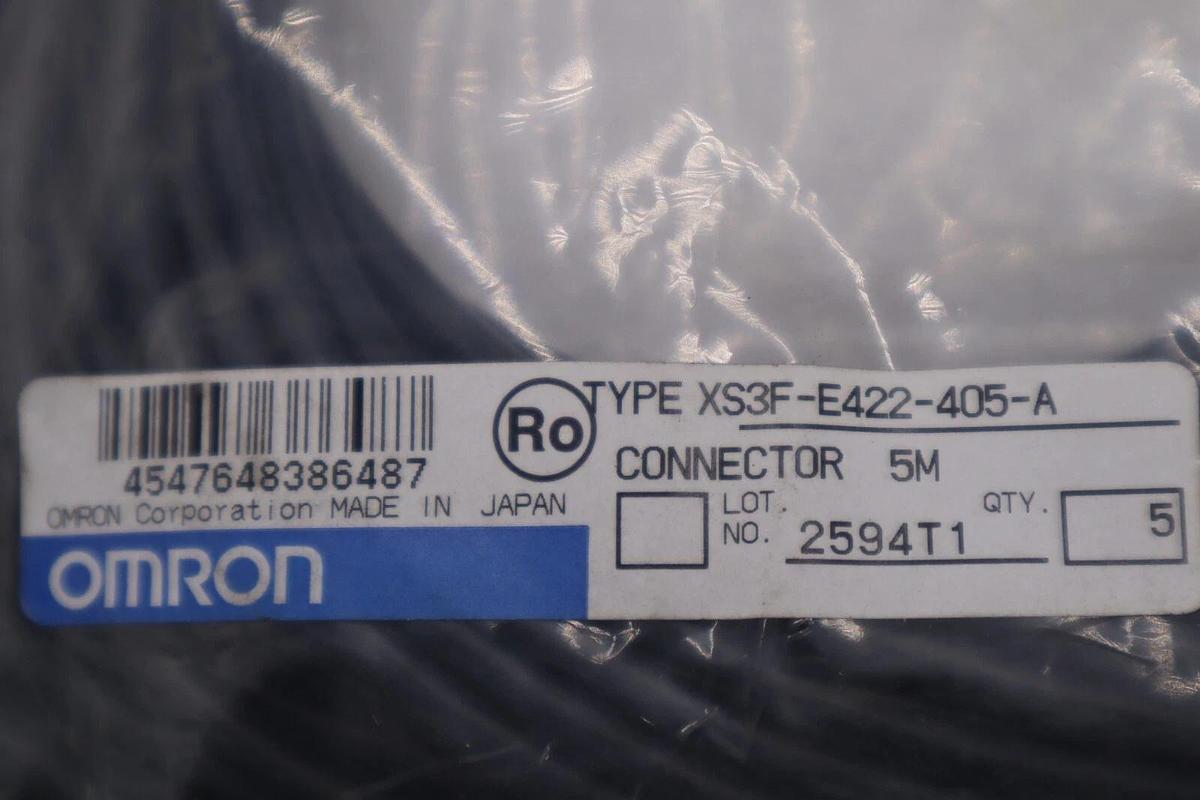 4547648386487
OMRON Corporation MADE IN JAPAN
OMRON
Ro
TYPE XS3F-E422-405-A
CONNECTOR 5M
LOT. NO. 2594T1
QTY. 5